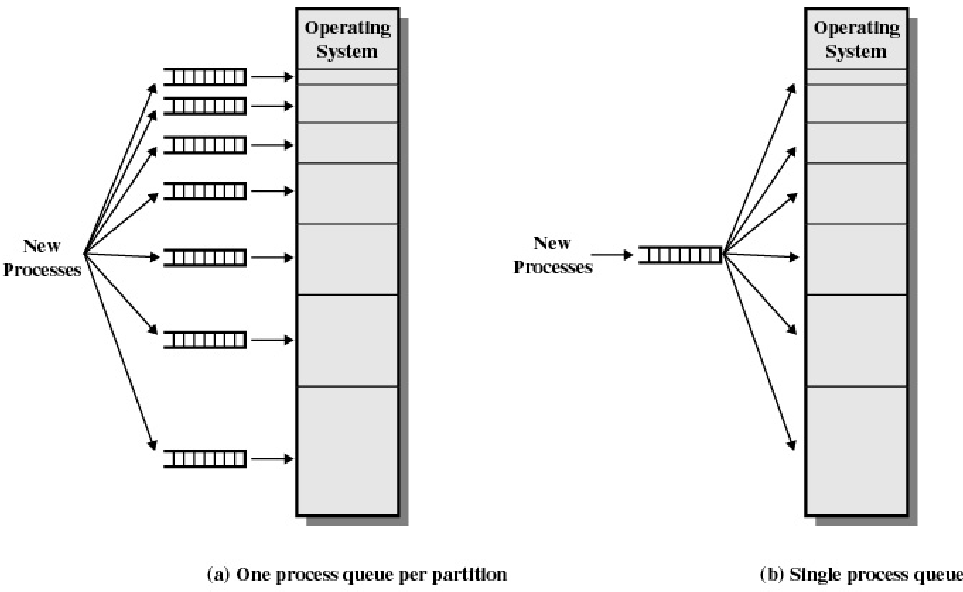 Operating
System
New
Processes
(a) One process queue per partition
Operating
System
New
Processes
(b) Single process queue